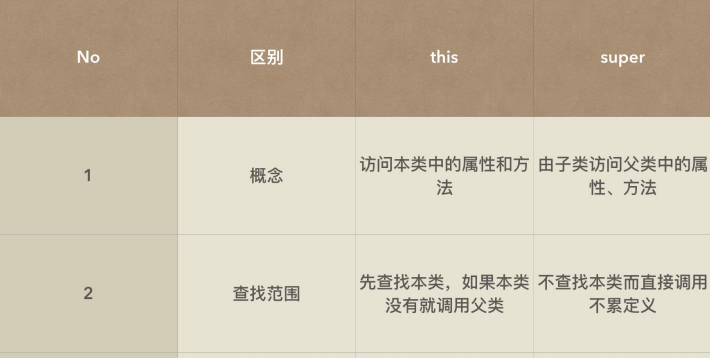 No 区别 this super
1 概念 访问本类中的属性和方法 由子类访问父类中的属性、方法
2 查找范围 先查找本类，如果本类没有就调用父类 不查找本类而直接调用不累定义